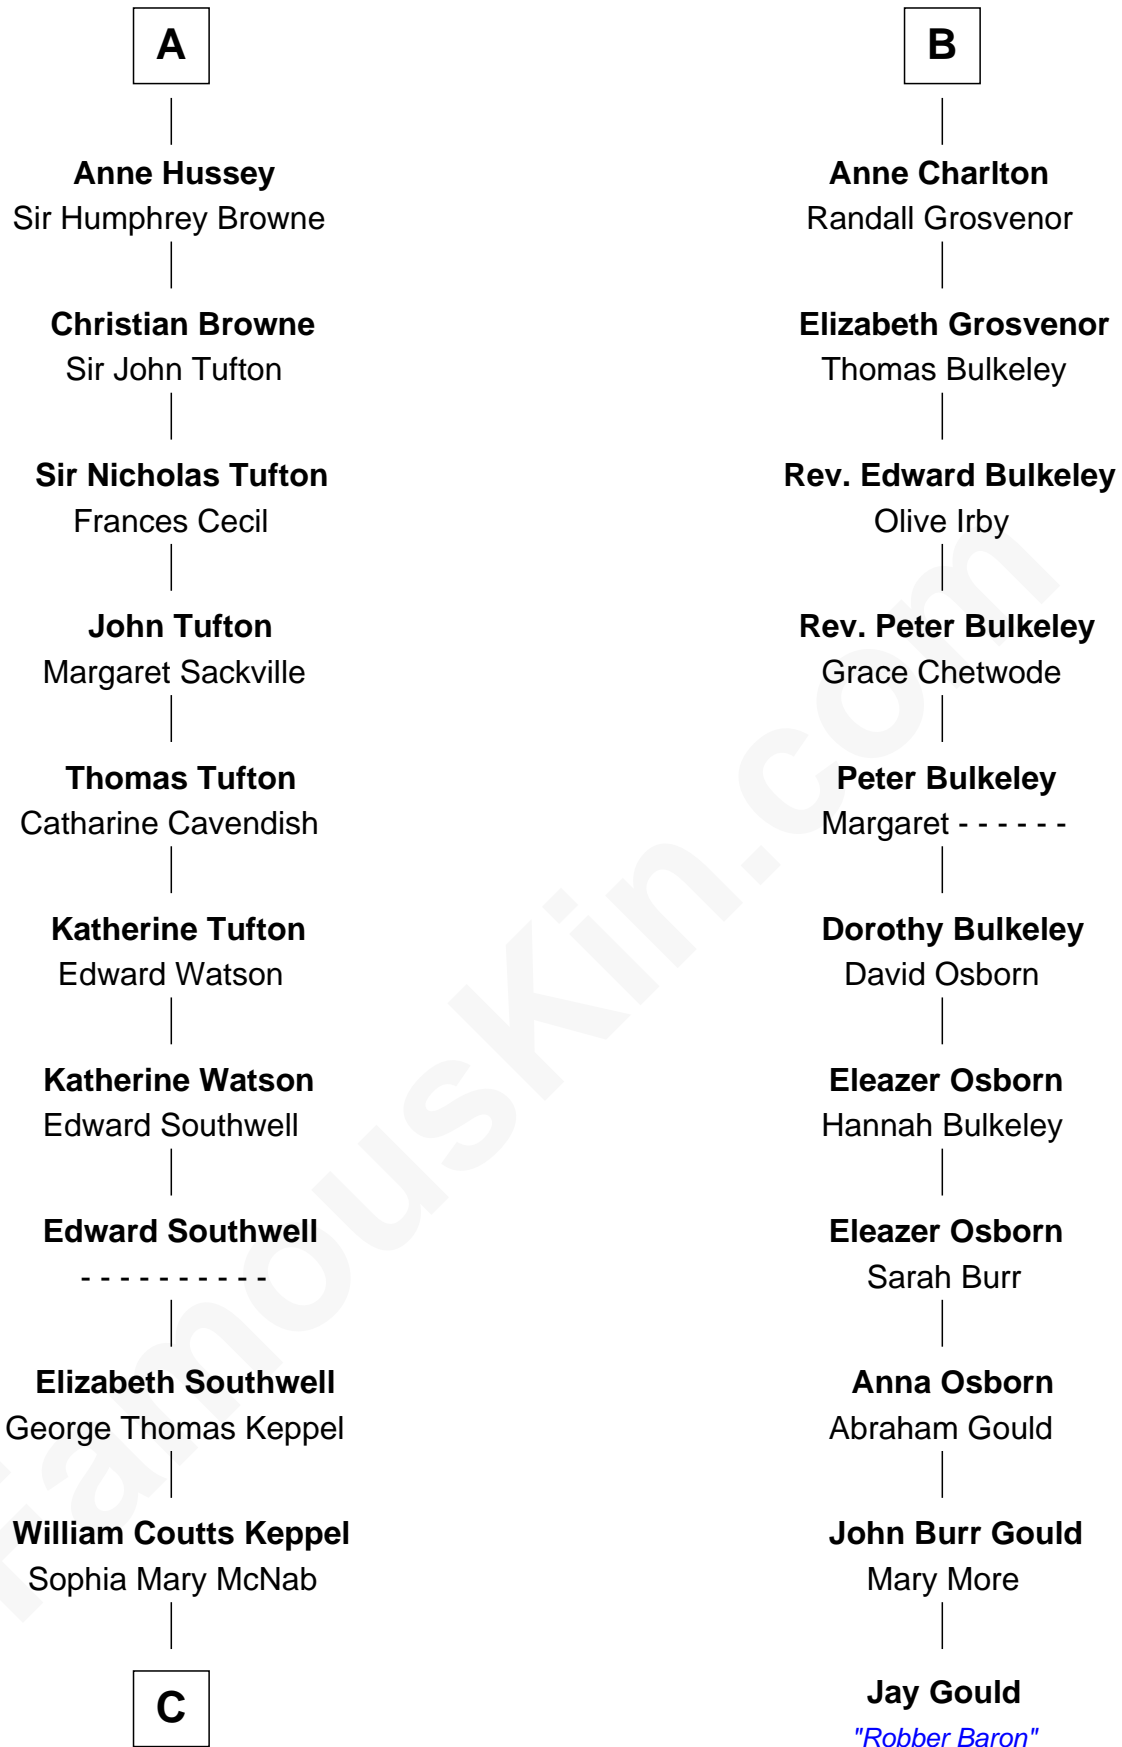 A
Anne Hussey
Sir Humphrey Browne
Christian Browne
Sir John Tufton
Sir Nicholas Tufton
Frances Cecil
John Tufton
Margaret Sackville
Thomas Tufton
Catharine Cavendish
Katherine Tufton
Edward Watson
Katherine Watson
Edward Southwell
Edward Southwell
- - - - - - - - - -
Elizabeth Southwell
George Thomas Keppel
William Coutts Keppel
Sophia Mary McNab
C
B
Anne Charlton
Randall Grosvenor
Elizabeth Grosvenor
Thomas Bulkeley
Rev. Edward Bulkeley
Olive Irby
Rev. Peter Bulkeley
Grace Chetwode
Peter Bulkeley
Margaret - - - - - -
Dorothy Bulkeley
David Osborn
Eleazer Osborn
Hannah Bulkeley
Eleazer Osborn
Sarah Burr
Anna Osborn
Abraham Gould
John Burr Gould
Mary More
Jay Gould
"Robber Baron"
FamousKin.com